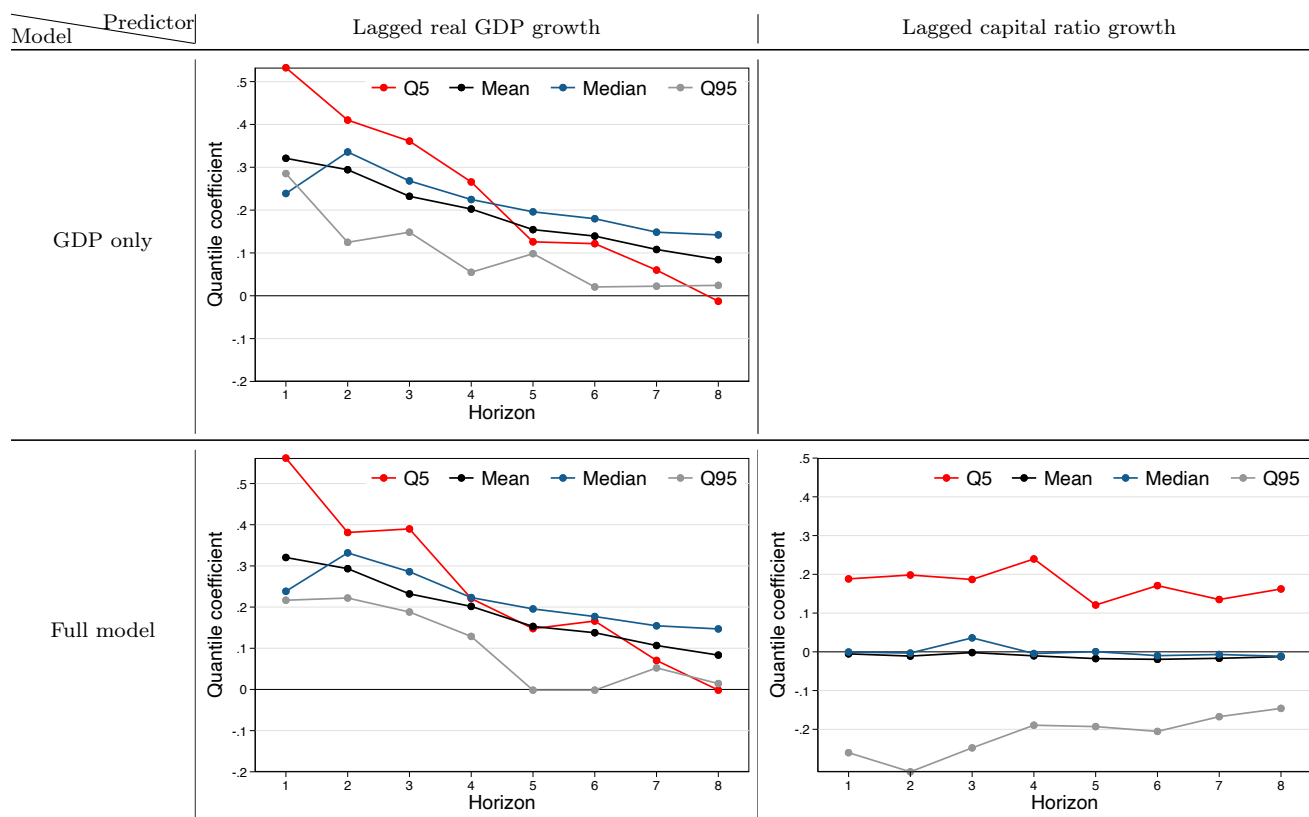 Predictor
Model
Lagged real GDP growth
Lagged capital ratio growth
GDP only
Q5 Mean Median Q95
Quantile coefficient
.5
.4
.3
.2
.1
0
-.1
-.2
1 2 3 4 5 6 7 8
Horizon
Full model
Q5 Mean Median Q95
Quantile coefficient
.5
.4
.3
.2
.1
0
-.1
-.2
1 2 3 4 5 6 7 8
Horizon
Q5 Mean Median Q95
Quantile coefficient
.5
.4
.3
.2
.1
0
-.1
-.2
1 2 3 4 5 6 7 8
Horizon